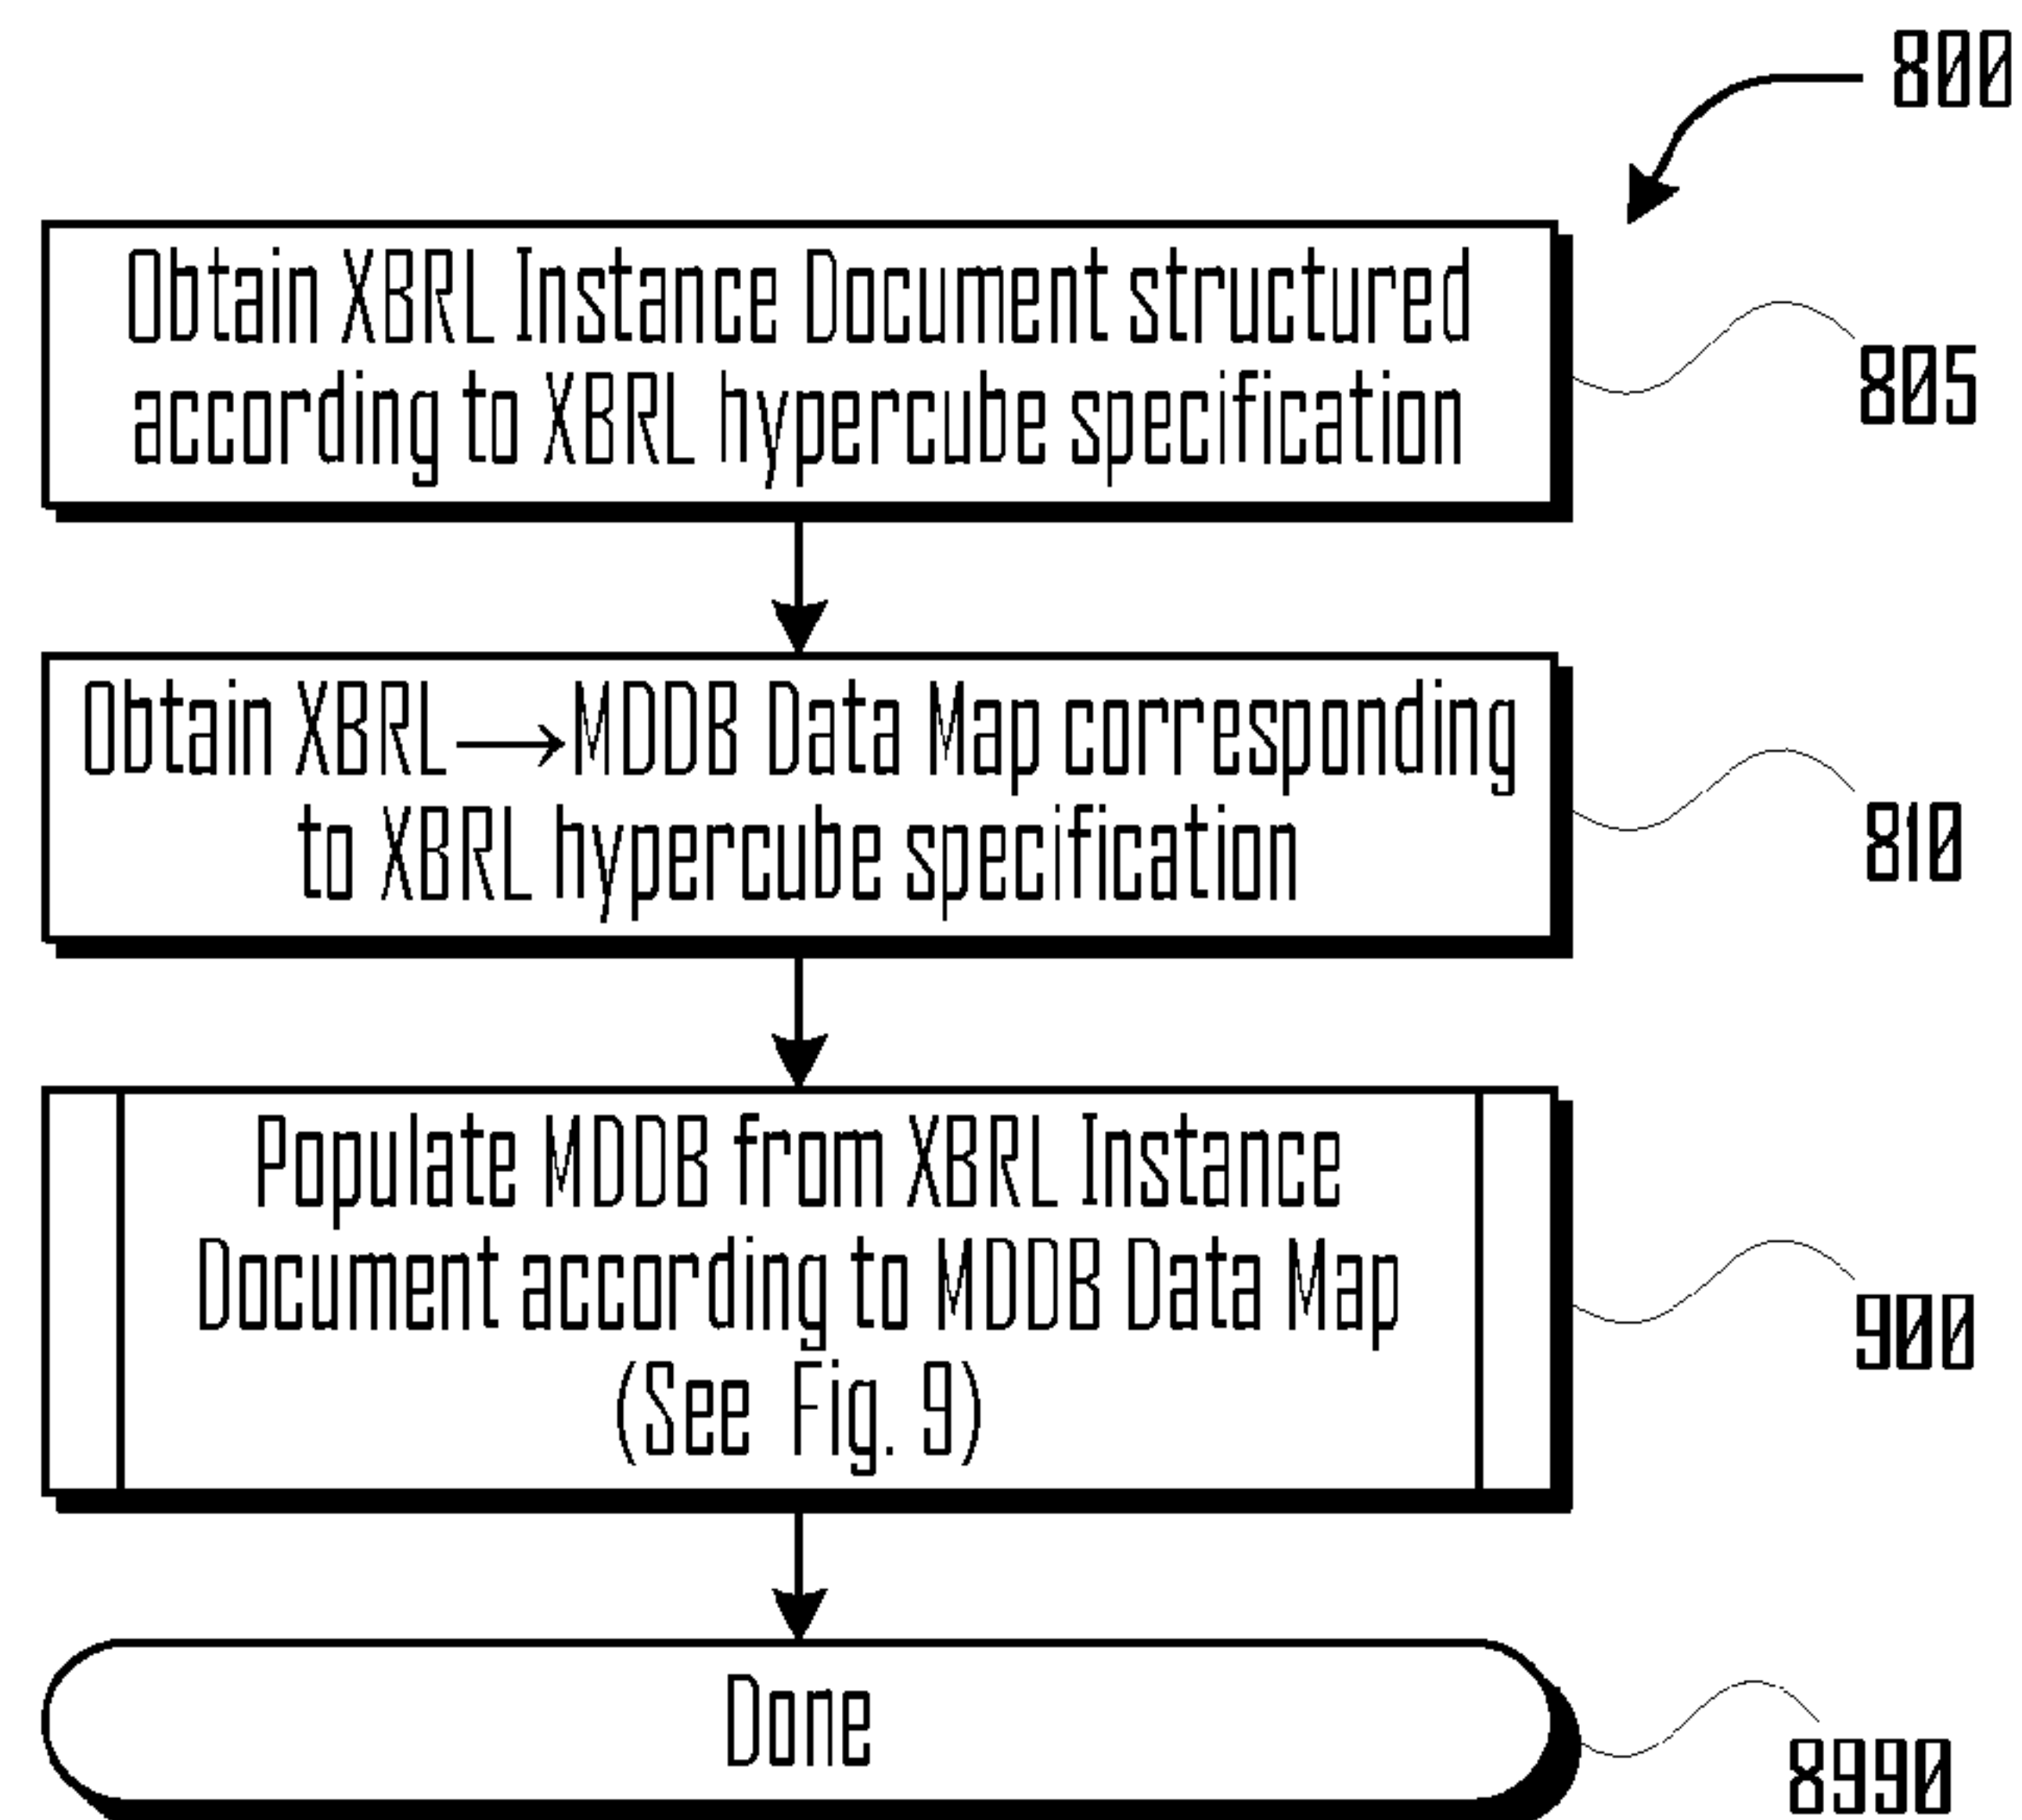 800
Obtain XBRL Instance Document structured
according to XBRL hypercube specification
805
Obtain XBRL→MDDB Data Map corresponding
to XBRL hypercube specification
810
Populate MDDB from XBRL Instance
Document according to MDDB Data Map
(See Fig. 9)
900
Done
8990